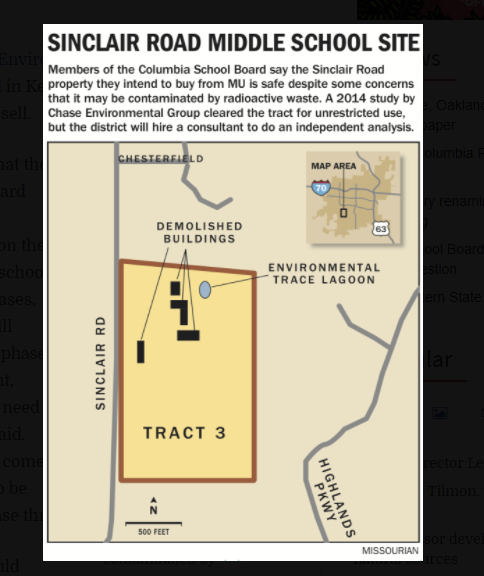 SINCLAIR ROAD MIDDLE SCHOOL SITE
Members of the Columbia School Board say the Sinclair Road
property they intend to buy from MU is safe despite some concerns
that it may be contaminated by radioactive waste. A 2014 study by
Chase Environmental Group cleared the tract for unrestricted use,
but the district will hire a consultant to do an independent analysis.
CHESTERFIELD
MAP AREA
70
63
DEMOLISHED
BUILDINGS
ENVIRONMENTAL
TRACE LAGOON
SINCLAIR RD
TRACT 3
HIGHLANDS
PKWY
N
500 FEET
MISSOURIAN